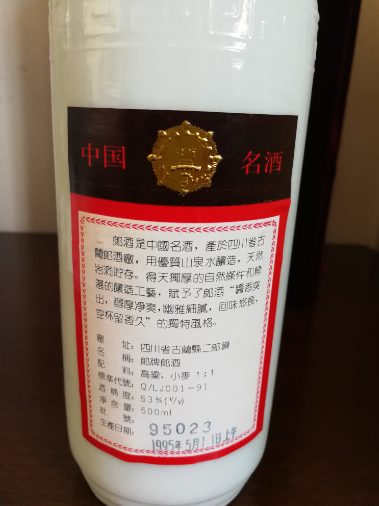 中国 名酒
郎酒是中國名酒，產於四川省古
藺郎酒廠，用優質山泉水釀造，天然
岩洞貯存。得天獨厚的自然條件和精
湛的釀造工藝，賦予了郎酒“醬香突
出，醇厚淨爽，幽雅細膩，回味悠長，
空杯留香久”的獨特風格。
廠 址：四川省古藺縣二郎鎮
名 稱：郎牌郎酒
配 料：高粱、小麥 1:1
標準代號：Q/LJ001-91
酒精度：53%(V/V)
淨含量：500ml
批 號：95023
生產日期：1995年5月1日